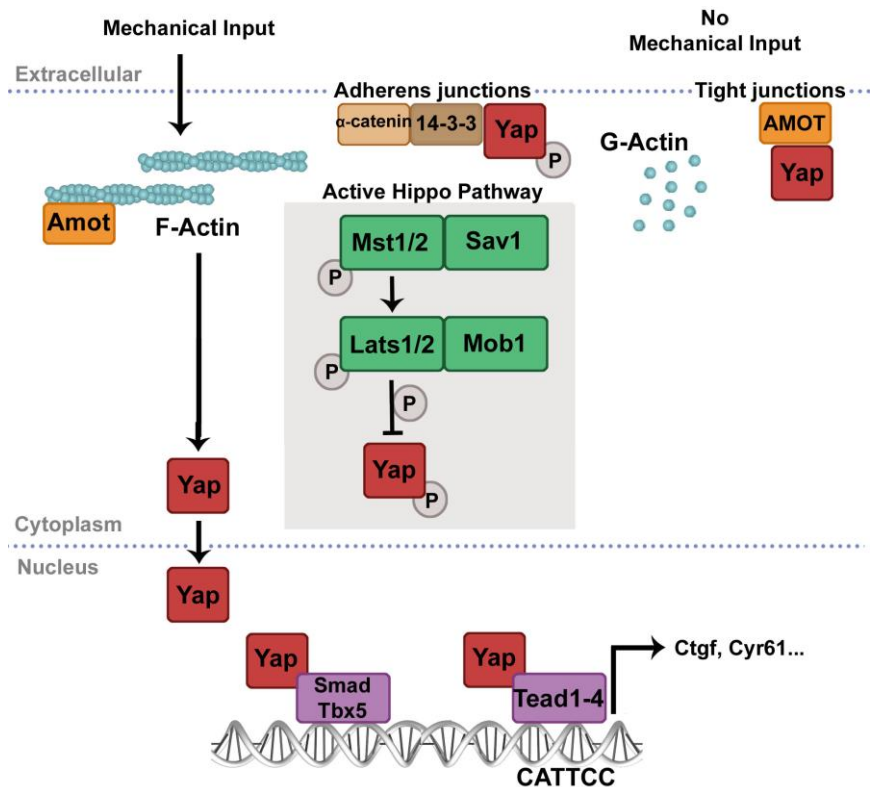 Mechanical Input
No
Mechanical Input
Extracellular
Adherens junctions
Tight junctions
α-catenin
14-3-3
Yap
P
AMOT
Yap
G-Actin
Amot
F-Actin
Active Hippo Pathway
Mst1/2
Sav1
P
Lats1/2
Mob1
P
P
Yap
P
Yap
Cytoplasm
Nucleus
Yap
Yap
Smad
Tbx5
Yap
Tead1-4
Ctgf, Cyr61...
CATTCC